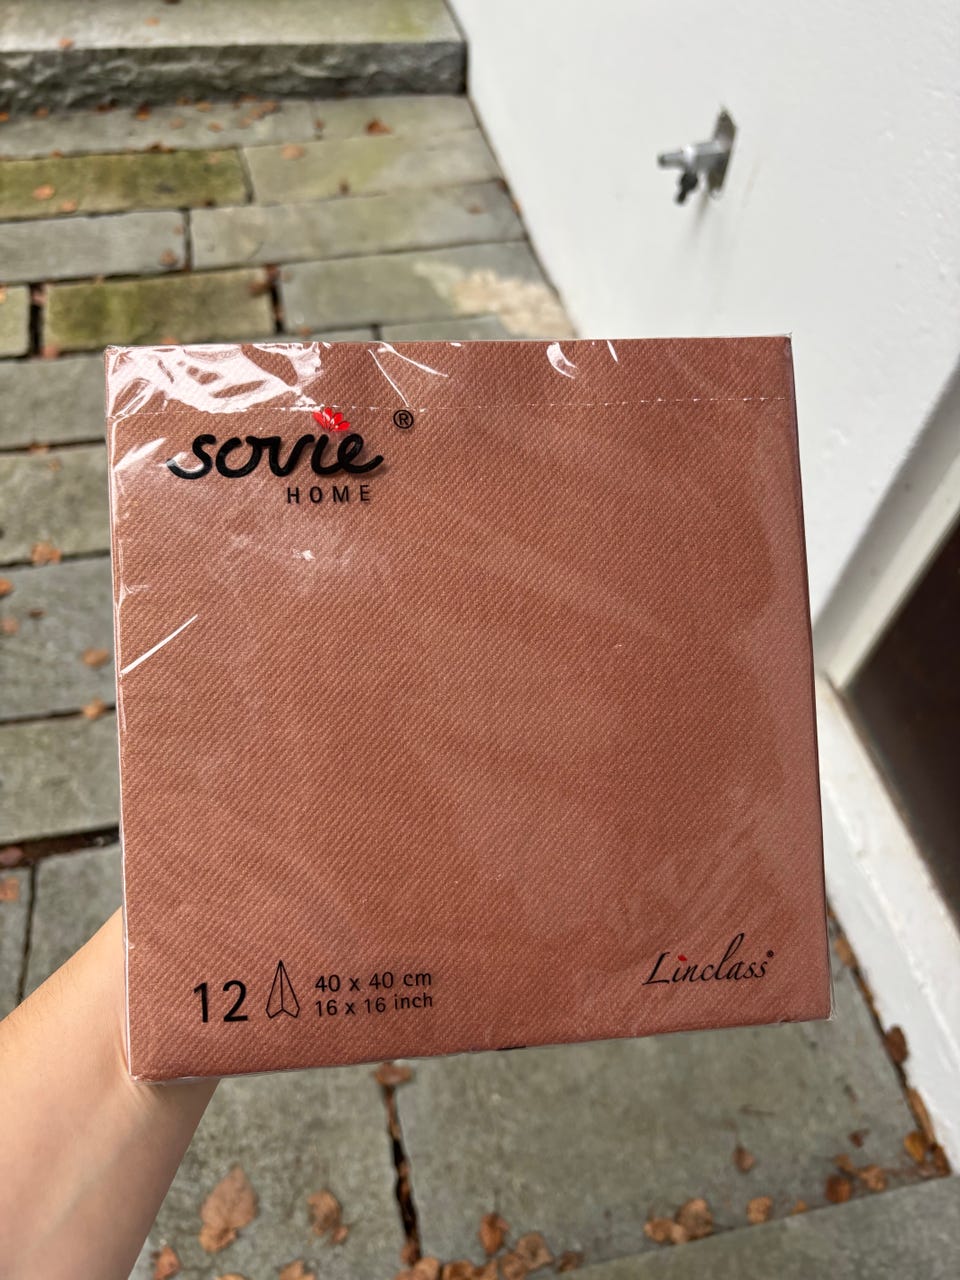 sovie ®
HOME
12
40 x 40 cm
16 x 16 inch
Linclass®